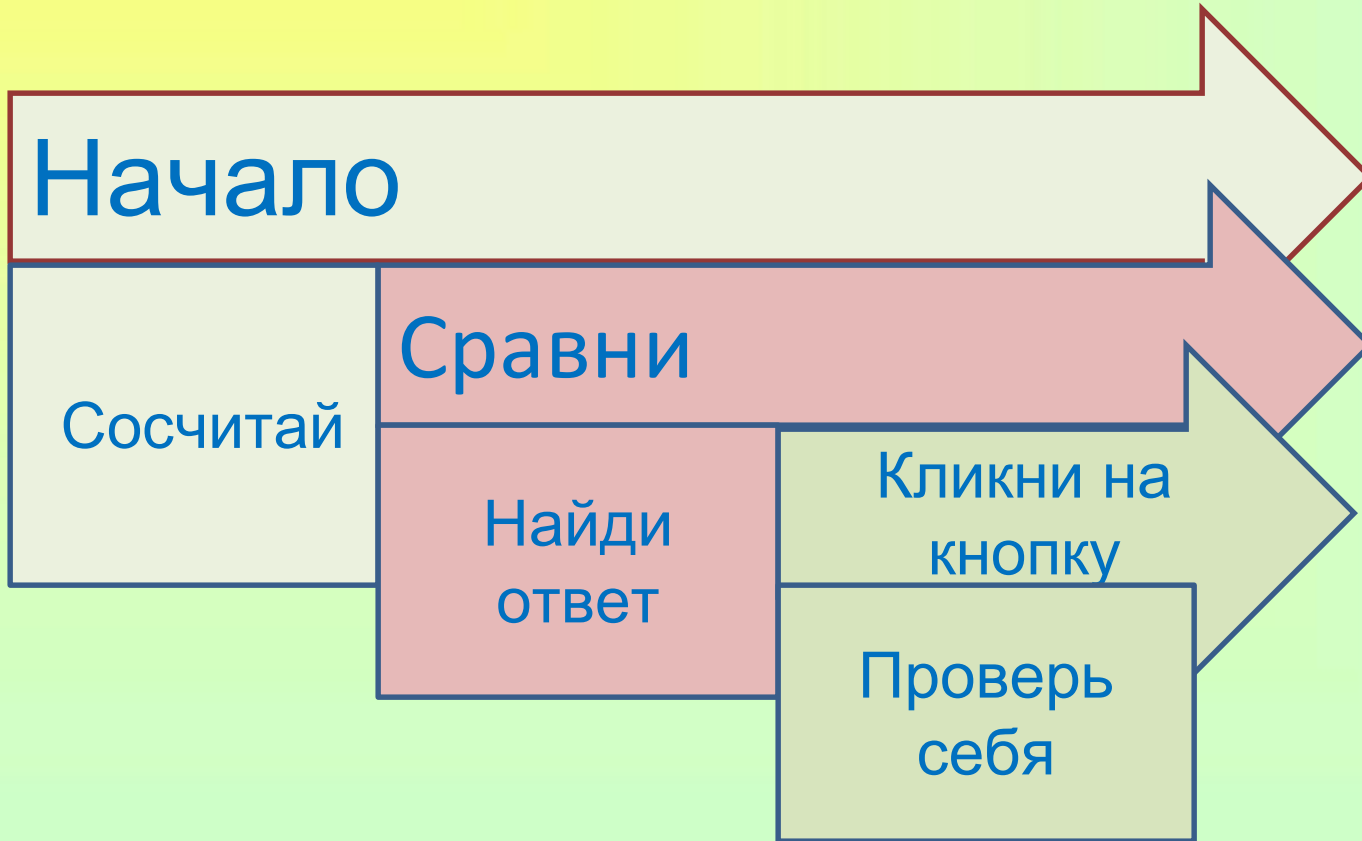 Начало
Сосчитай
Сравни
Найди
ответ
Кликни на
кнопку
Проверь
себя